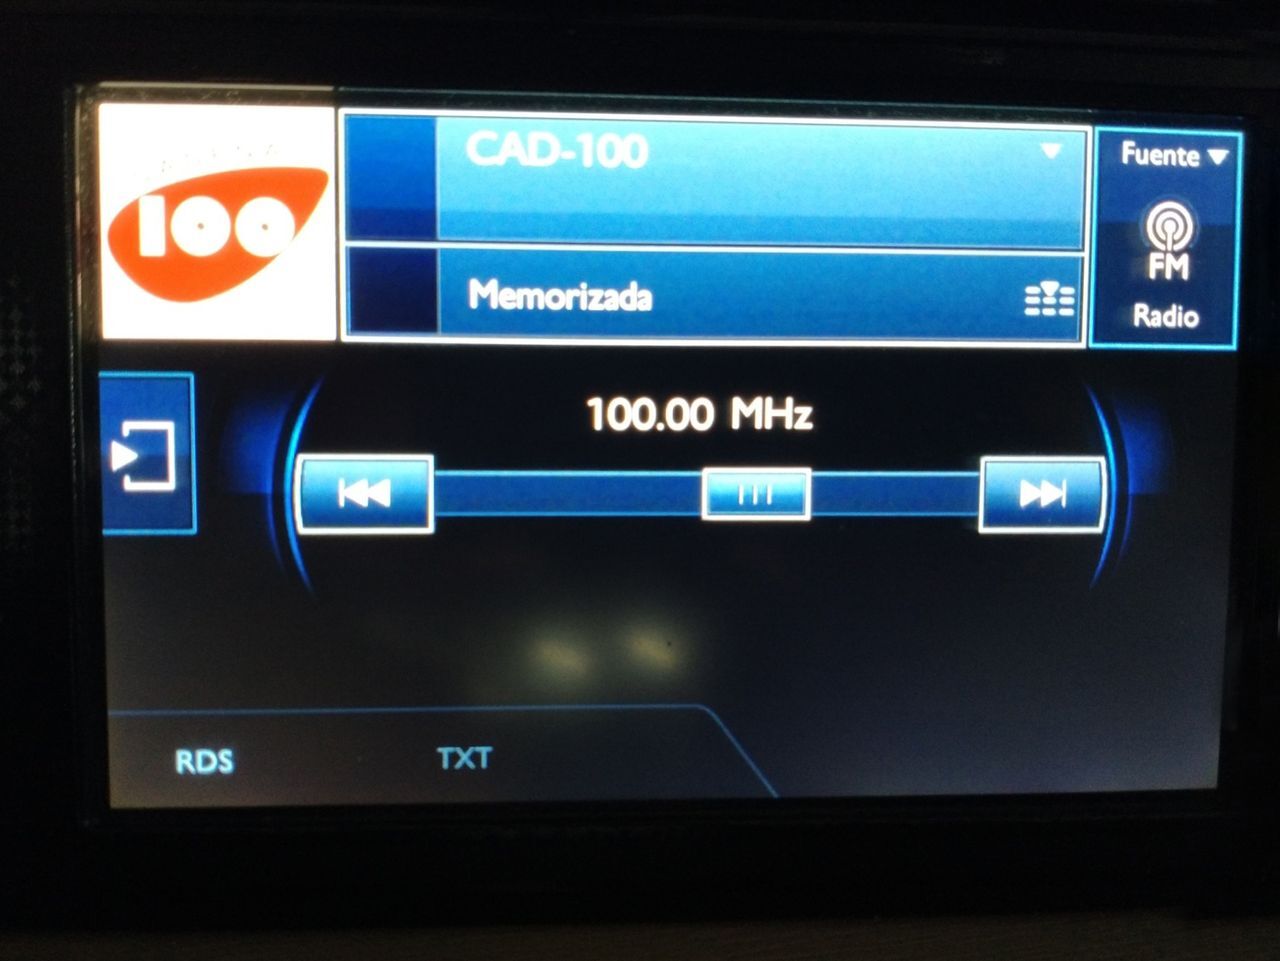 100
CAD-100
Fuente
FM
Radio
Memorizada
100.00 MHz
RDS
TXT